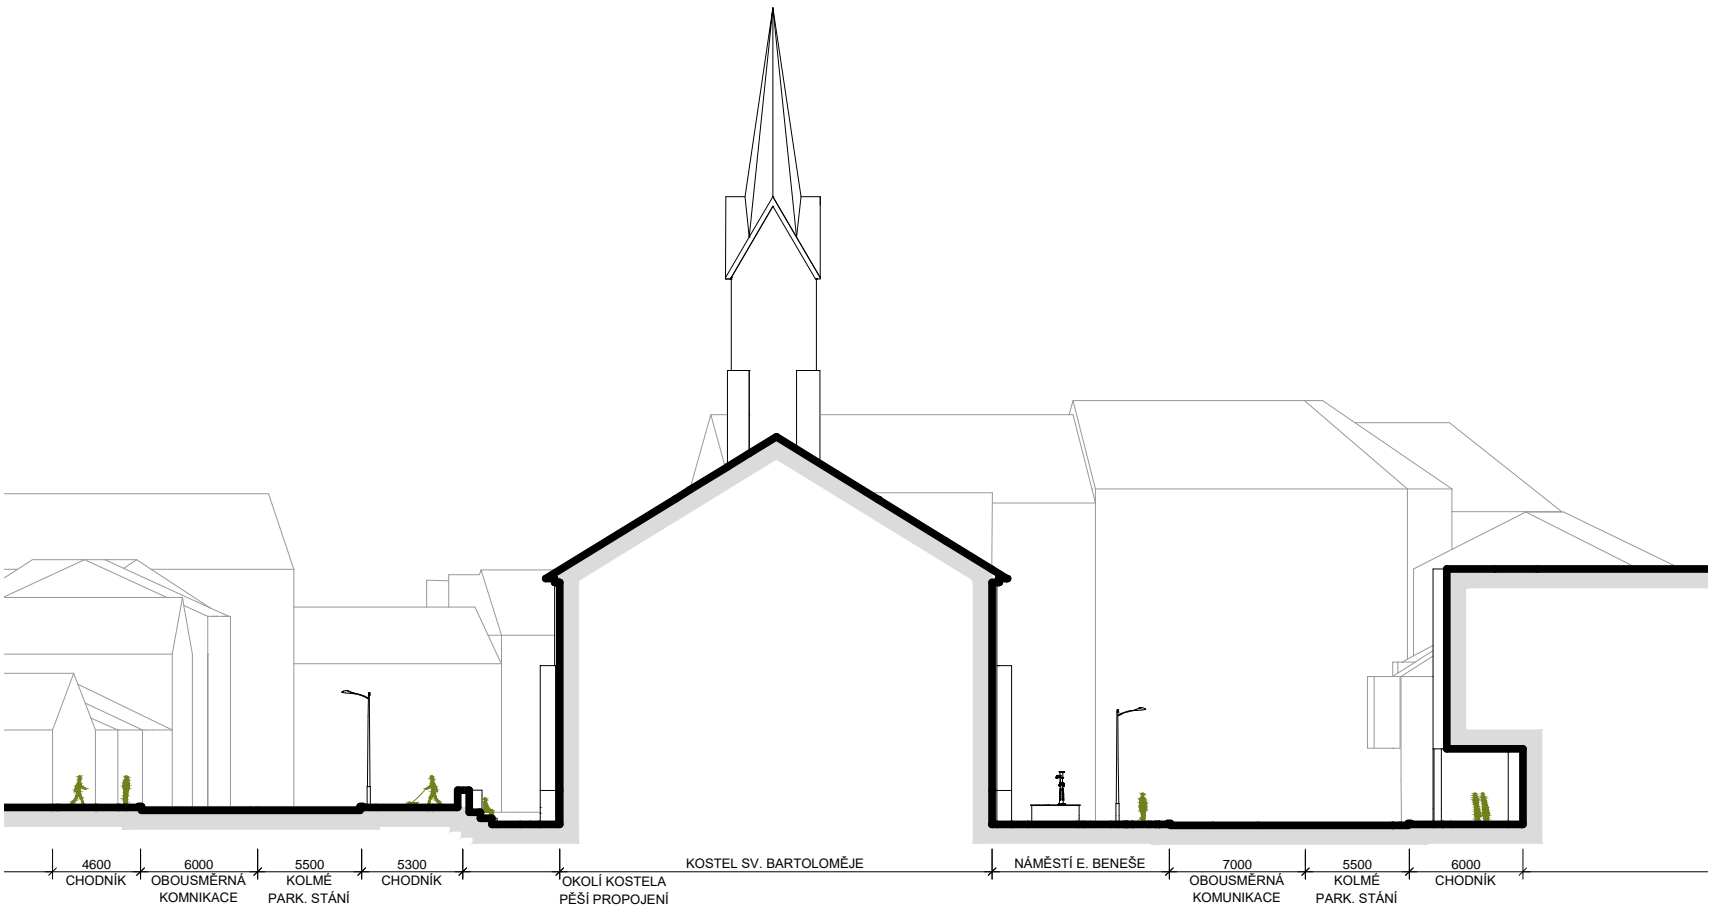 4600
CHODNÍK
6000
OBOUSMĚRNÁ
KOMNIKACE
5500
KOLMÉ
PARK. STÁNÍ
5300
CHODNÍK
OKOLÍ KOSTELA
PĚŠÍ PROPOJENÍ
KOSTEL SV. BARTOLOMĚJE
NÁMĚSTÍ E. BENEŠE
7000
OBOUSMĚRNÁ
KOMUNIKACE
5500
KOLMÉ
PARK. STÁNÍ
6000
CHODNÍK